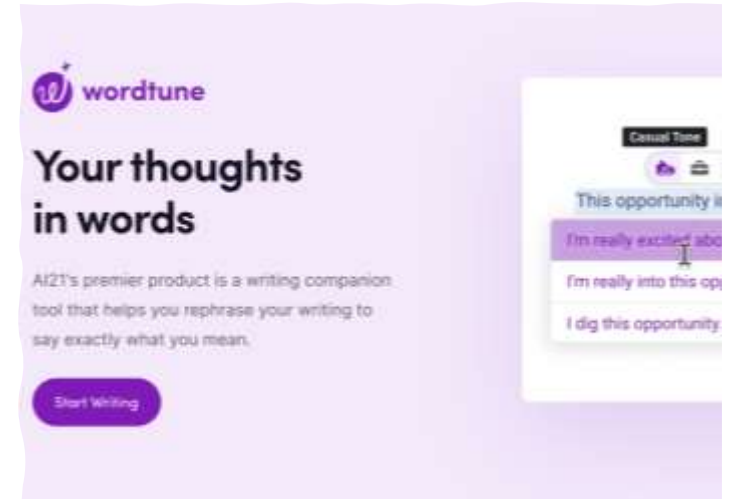 wordtune
Your thoughts
in words
AI21's premier product is a writing companion
tool that helps you rephrase your writing to
say exactly what you mean.
Start Writing
Casual Tone
This opportunity
I'm really excited
I'm really into this
I dig this opportunity.